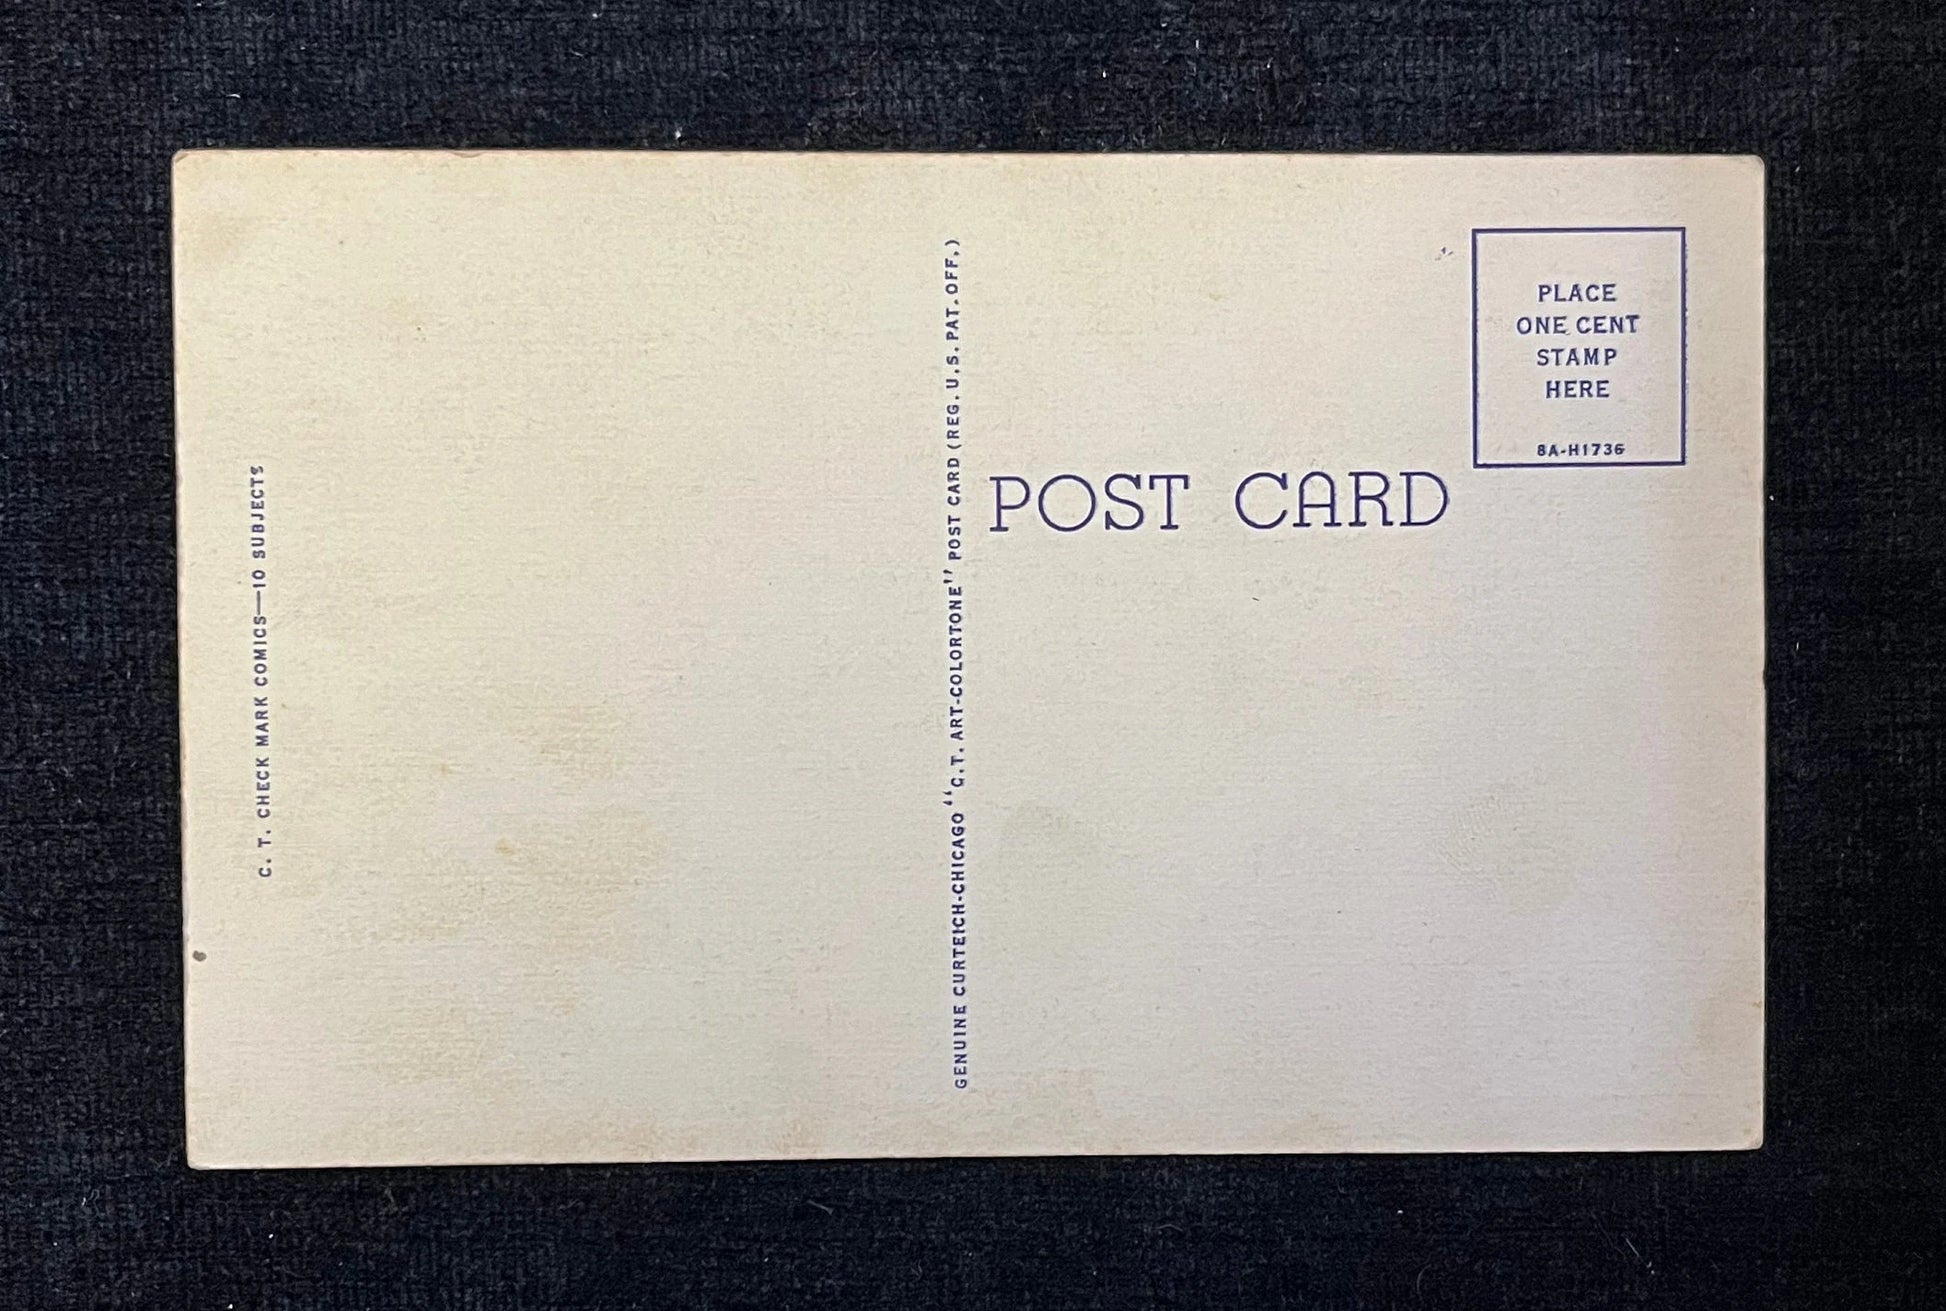 C. T. CHECK MARK COMICS—10 SUBJECTS
GENUINE CURTEICH-CHICAGO "C.T. ART-COLORTONE" POST CARD (REG. U.S. PAT. OFF.)
POST CARD
PLACE
ONE CENT
STAMP
HERE
8A-H1736